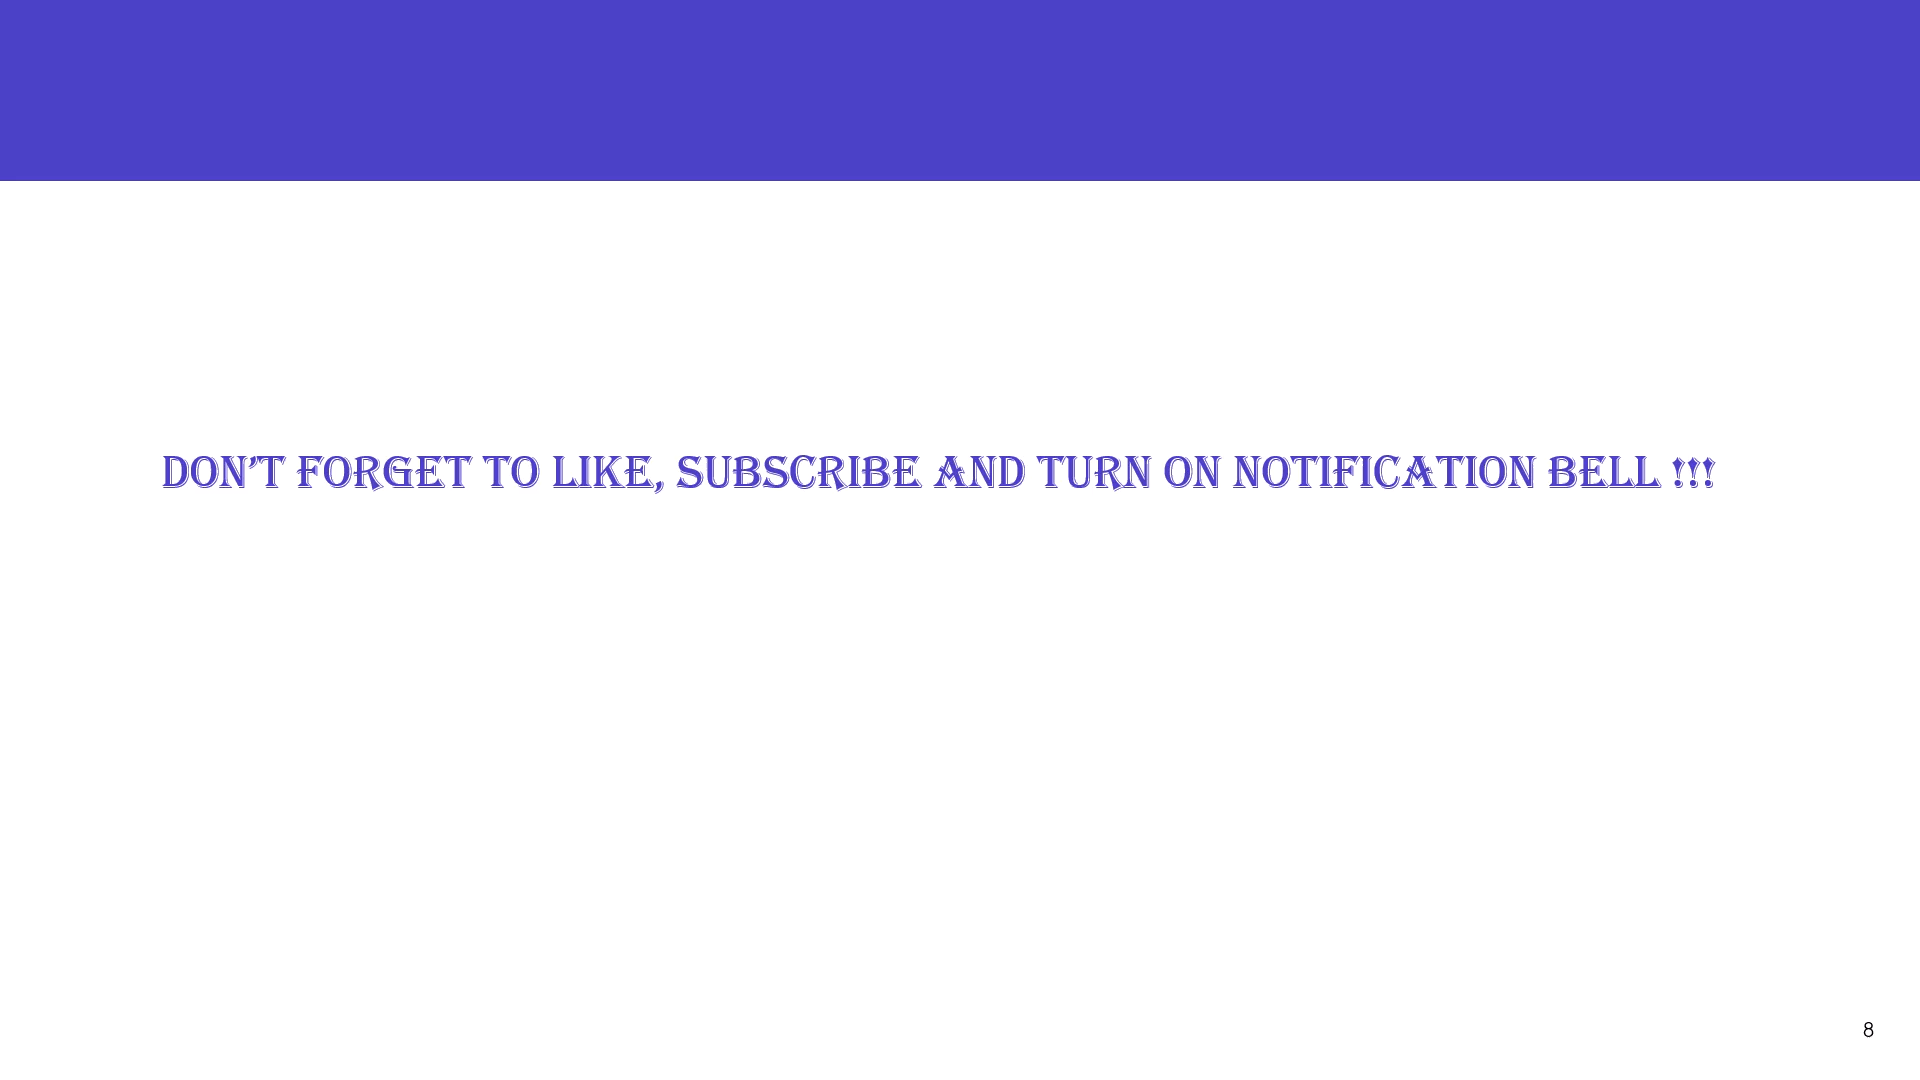 DON’T FORGET TO LIKE, SUBSCRIBE AND TURN ON NOTIFICATION BELL !!!
8